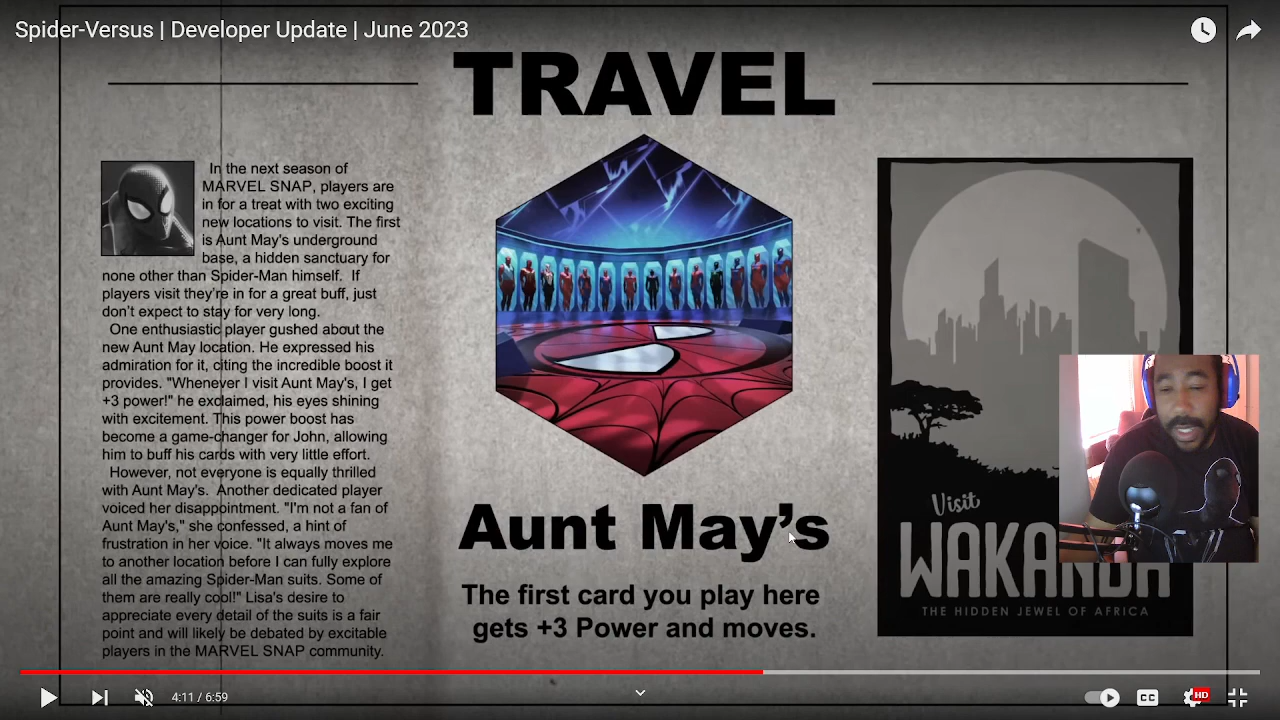 Spider-Versus | Developer Update | June 2023
TRAVEL
In the next season of
MARVEL SNAP, players are
in for a treat with two exciting
new locations to visit. The first
is Aunt May's underground
base, a hidden sanctuary for
none other than Spider-Man himself. If
players visit they're in for a great buff, just
don't expect to stay for very long.
One enthusiastic player gushed about the
new Aunt May location. He expressed his
admiration for it, citing the incredible boost it
provides. "Whenever I visit Aunt May's, I get
+3 power!" he exclaimed, his eyes shining
with excitement. This power boost has
become a game-changer for John, allowing
him to buff his cards with very little effort.
However, not everyone is equally thrilled
with Aunt May's. Another dedicated player
voiced her disappointment. "I'm not a fan of
Aunt May's," she confessed, a hint of
frustration in her voice. "It always moves me
to another location before I can fully explore
all the amazing Spider-Man suits. Some of
them are really cool!" Lisa's desire to
appreciate every detail of the suits is a fair
point and will likely be debated by excitable
players in the MARVEL SNAP community.
Aunt May's
The first card you play here
gets +3 Power and moves.
Visit
WAKANDA
THE HIDDEN JEWEL OF AFRICA
4:11 / 6:59
CC
HD